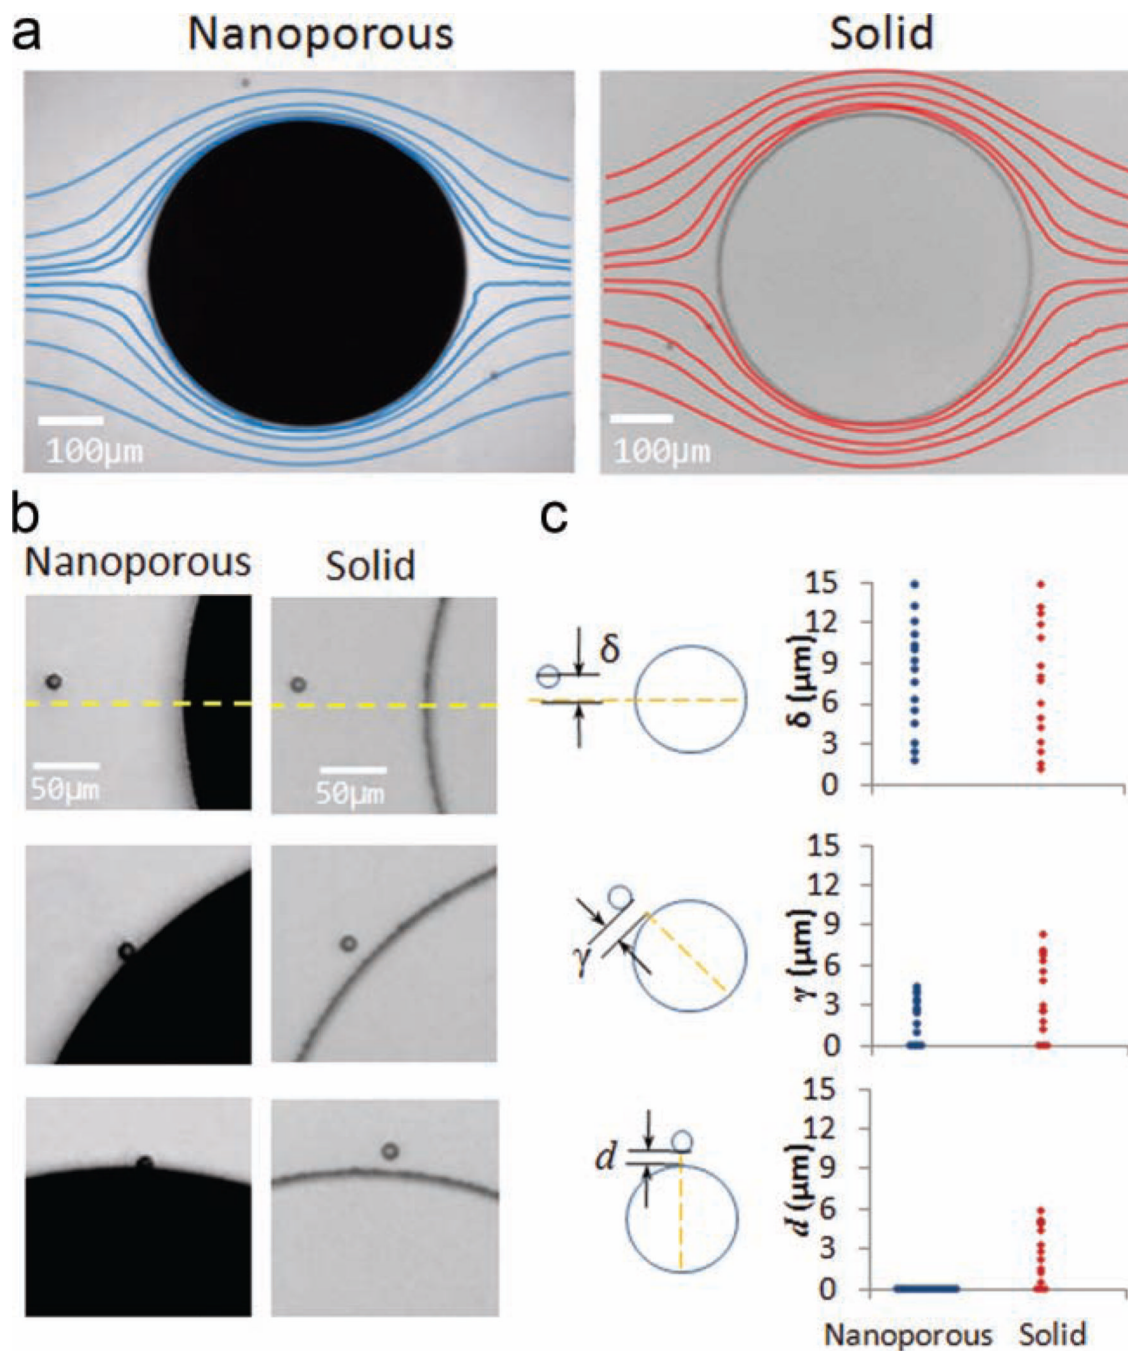 a
Nanoporous
Solid
100µm
100µm
b
Nanoporous
Solid
50µm
50µm
c
δ
δ (µm)
15
12
9
6
3
0
γ
γ (µm)
15
12
9
6
3
0
d
d (µm)
15
12
9
6
3
0
Nanoporous
Solid